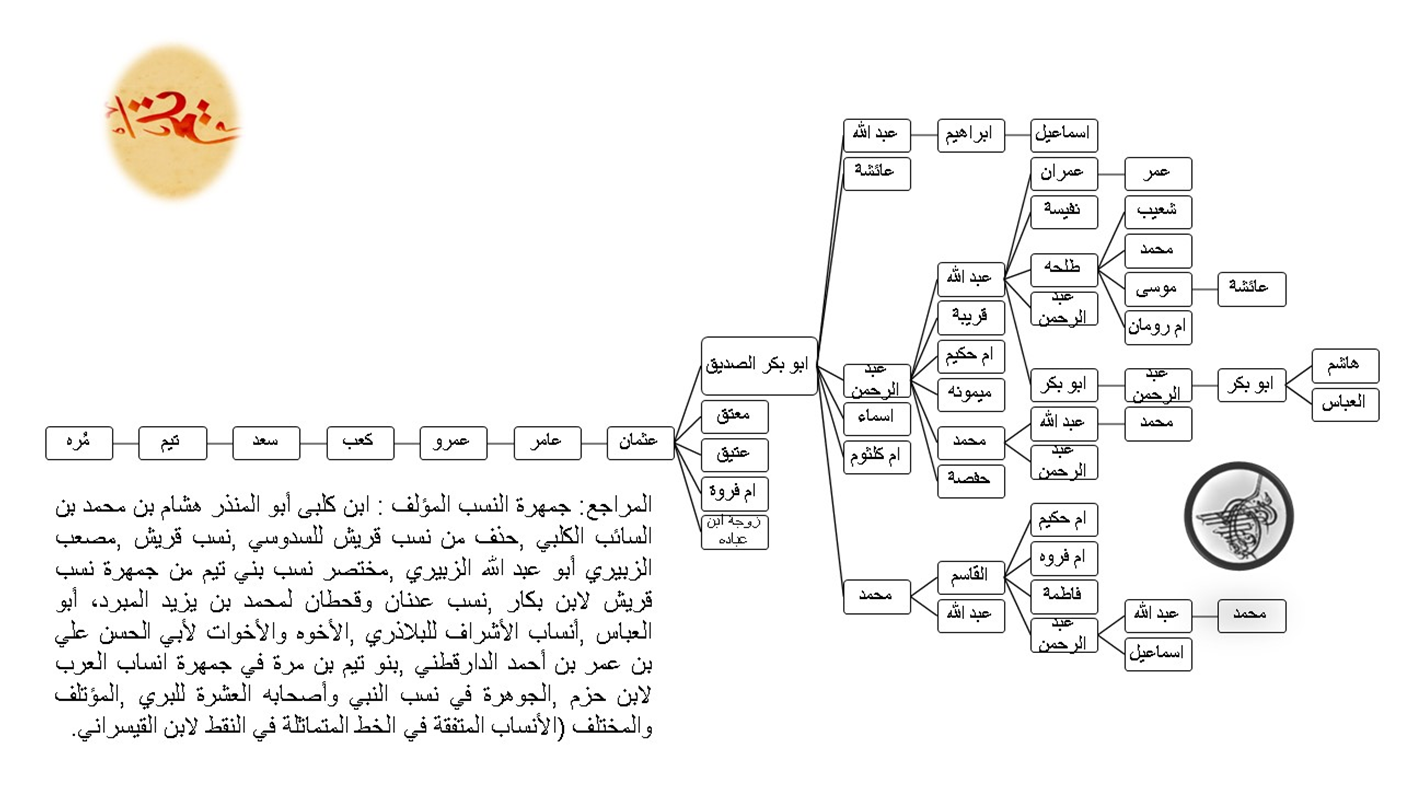 عبد الله
ابراهيم
اسماعيل
عائشة
عمران
عمر
نفيسة
شعيب
محمد
عبد الله
طلحه
موسى
عائشة
عبد
الرحمن
قريبة
ام رومان
ام حكيم
هاشم
ابو بكر الصديق
عبد
الرحمن
ابو بكر
عبد
الرحمن
ابو بكر
ميمونه
العباس
معتق
اسماء
عبد الله
محمد
مُره
تيم
سعد
كعب
عمرو
عامر
عثمان
محمد
عتيق
ام كلثوم
عبد
الرحمن
حفصة
ام فروة
زوجة ابن
عباده
المراجع: جمهرة النسب المؤلف : ابن كلبى أبو المنذر هشام بن محمد بن
السائب الكلبي ,حذف من نسب قريش للسدوسي ,نسب قريش ,مصعب
الزبيري أبو عبد الله الزبيري ,مختصر نسب بني تيم من جمهرة نسب
قريش لابن بكار ,نسب عدنان وقحطان لمحمد بن يزيد المبرد، أبو
العباس ,أنساب الأشراف للبلاذري ,الأخوه والأخوات لأبي الحسن علي
بن عمر بن أحمد الدارقطني ,بنو تيم بن مرة في جمهرة انساب العرب
لابن حزم ,الجوهرة في نسب النبي وأصحابه العشرة للبري ,المؤتلف
والمختلف (الأنساب المتفقة في الخط المتماثلة في النقط لابن القيسراني.
ام حكيم
ام فروه
القاسم
محمد
فاطمة
عبد الله
عبد الله
محمد
عبد
الرحمن
اسماعيل